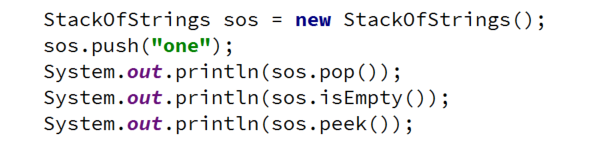 StackOfStrings sos = new StackOfStrings();
sos.push("one");
System.out.println(sos.pop());
System.out.println(sos.isEmpty());
System.out.println(sos.peek());